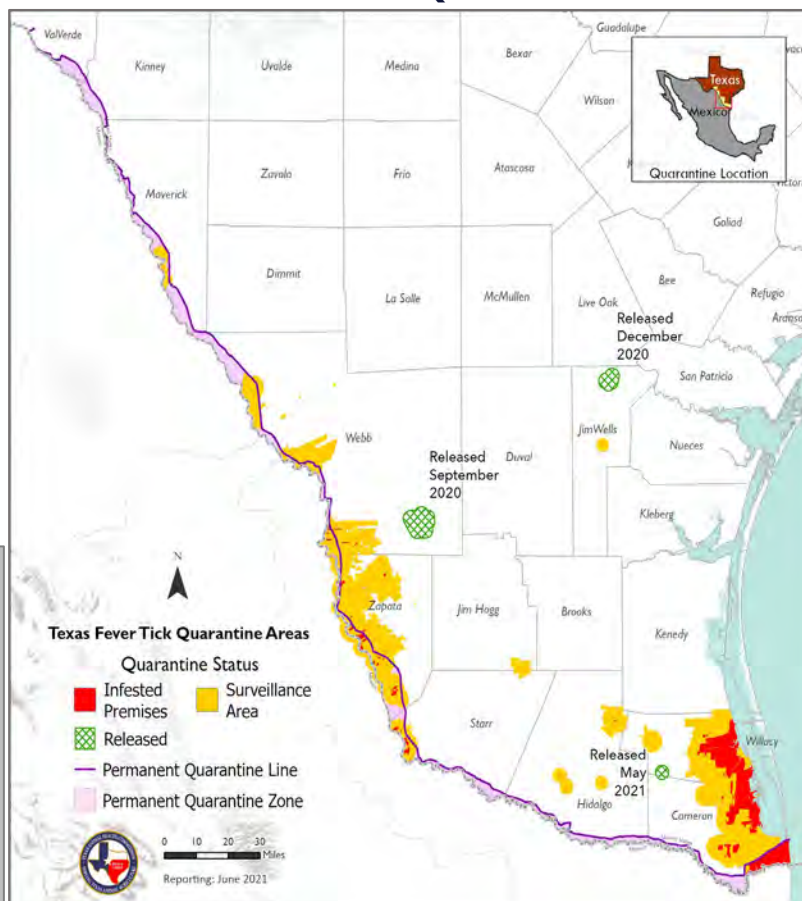 Guadalupe
ValVerde
Bexar
Kinney
Uvalde
Medina
Texas
Wilson
Mexico
Quarantine Location
Zavala
Frio
Atascosa
Maverick
Goliad
Dimmit
Bee
La Salle
McMullen
Live Oak
Refugio
Released
December
2020
San Patricio
Webb
JimWells
Duval
Nueces
Released
September
2020
Kleberg
N
Zapata
Jim Hogg
Brooks
Kenedy
Texas Fever Tick Quarantine Areas
Quarantine Status
Infested
Premises
Surveillance
Area
Released
Permanent Quarantine Line
Permanent Quarantine Zone
Starr
Willacy
Released
May
2021
Hidalgo
Cameron
0 10 20 30
Miles
Reporting: June 2021